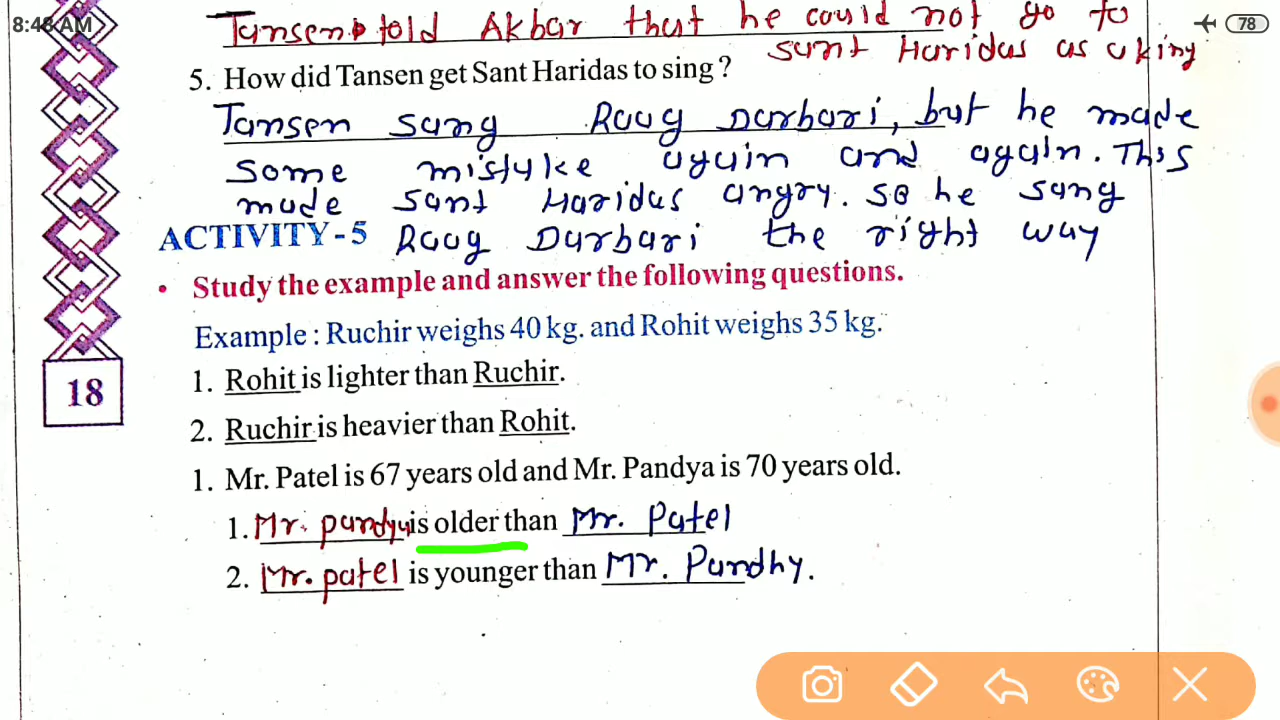 8:48 AM
78
Tansen told Akbar that he could not go to
sant Haridas as a king
5. How did Tansen get Sant Haridas to sing ?
Tansen sang Raag Darbari, but he made
some mistake again and again. This
made sant Haridas angry. so he sang
ACTIVITY-5 Raag Darbari the right way
• Study the example and answer the following questions.
Example : Ruchir weighs 40 kg. and Rohit weighs 35 kg.
1. Rohit is lighter than Ruchir.
18
2. Ruchir is heavier than Rohit.
1. Mr. Patel is 67 years old and Mr. Pandya is 70 years old.
1. Mr. pandya is older than Mr. Patel
2. Mr. patel is younger than Mr. Pandhy.